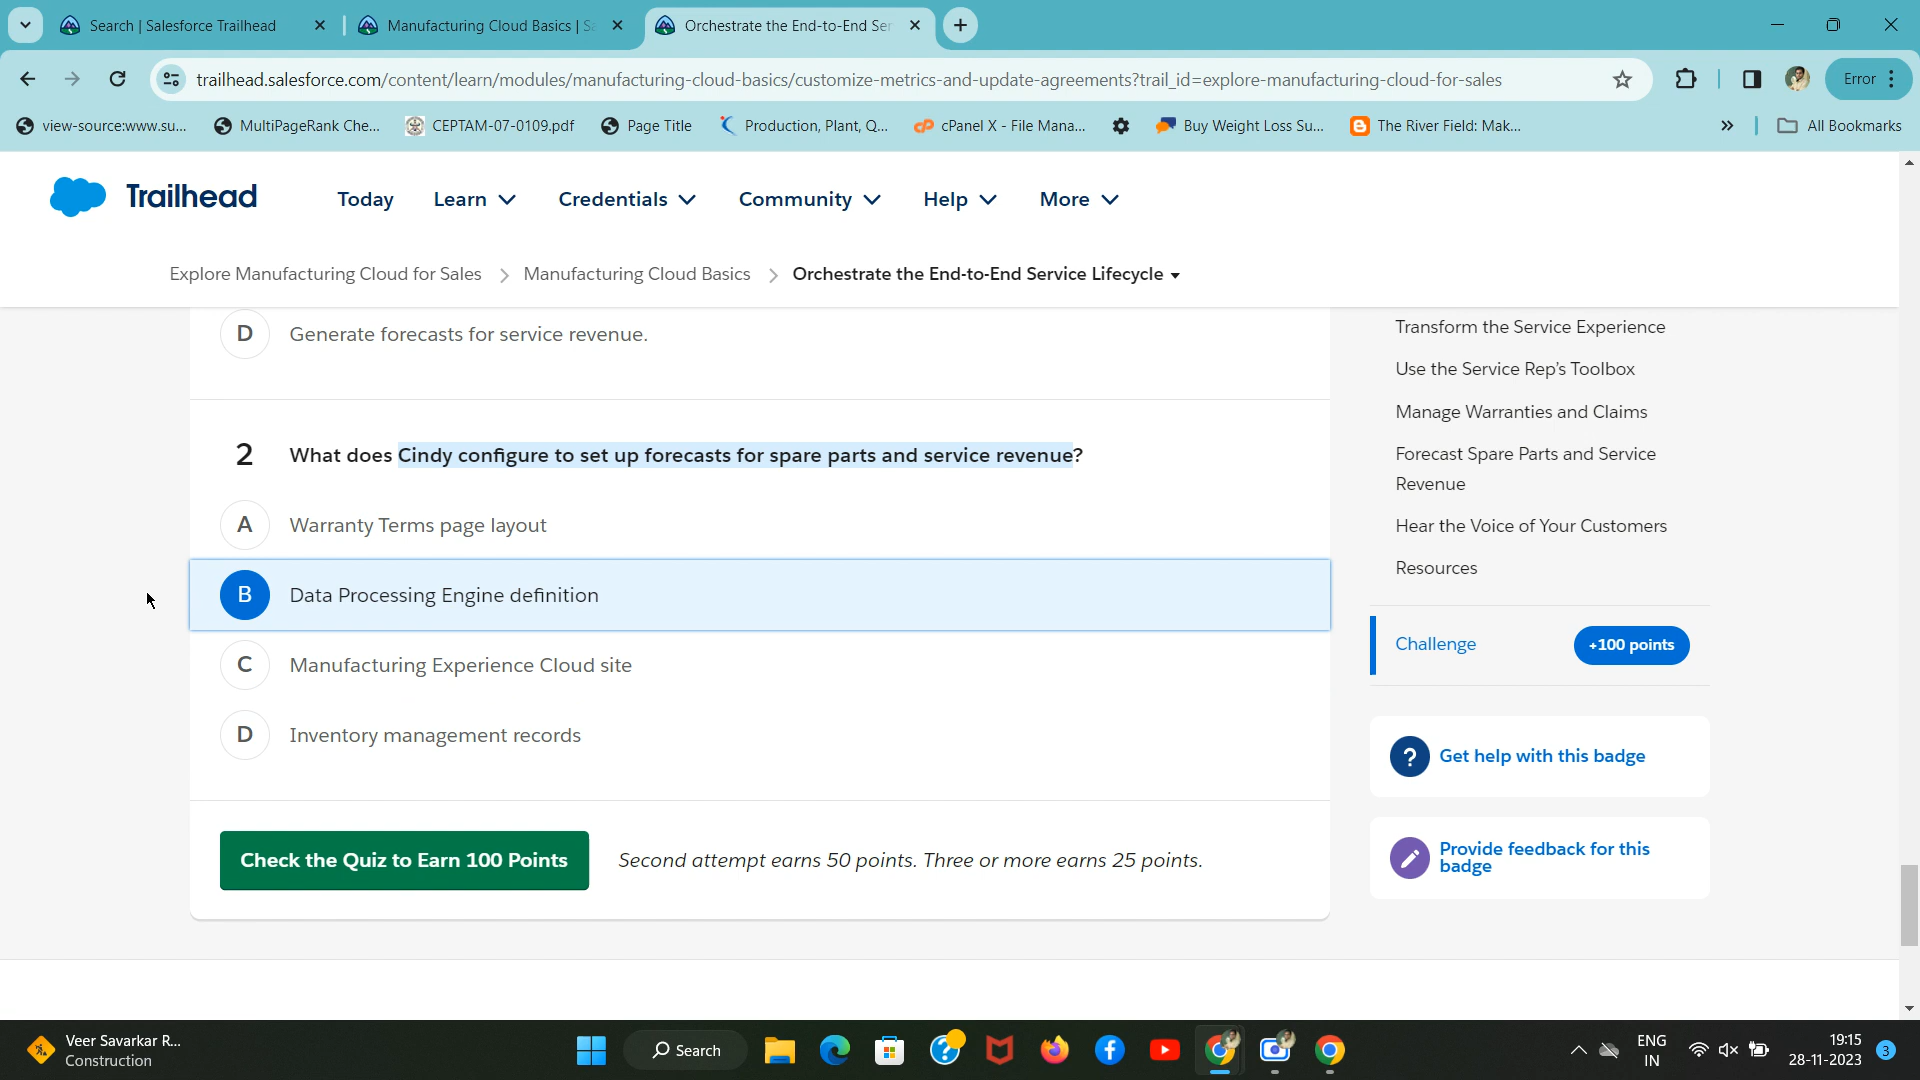 Search | Salesforce Trailhead
Manufacturing Cloud Basics | Sa
Orchestrate the End-to-End Ser
trailhead.salesforce.com/content/learn/modules/manufacturing-cloud-basics/customize-metrics-and-update-agreements?trail_id=explore-manufacturing-cloud-for-sales
Error
view-source:www.su...
MultiPageRank Che...
CEPTAM-07-0109.pdf
Page Title
Production, Plant, Q...
cPanel X - File Mana...
Buy Weight Loss Su...
The River Field: Mak...
All Bookmarks
Trailhead
Today
Learn
Credentials
Community
Help
More
Explore Manufacturing Cloud for Sales
Manufacturing Cloud Basics
Orchestrate the End-to-End Service Lifecycle
D Generate forecasts for service revenue.
2 What does Cindy configure to set up forecasts for spare parts and service revenue?
A Warranty Terms page layout
B Data Processing Engine definition
C Manufacturing Experience Cloud site
D Inventory management records
Check the Quiz to Earn 100 Points
Second attempt earns 50 points. Three or more earns 25 points.
Transform the Service Experience
Use the Service Rep's Toolbox
Manage Warranties and Claims
Forecast Spare Parts and Service
Revenue
Hear the Voice of Your Customers
Resources
Challenge
+100 points
? Get help with this badge
Provide feedback for this
badge
Veer Savarkar R...
Construction
Search
ENG
IN
19:15
28-11-2023
3